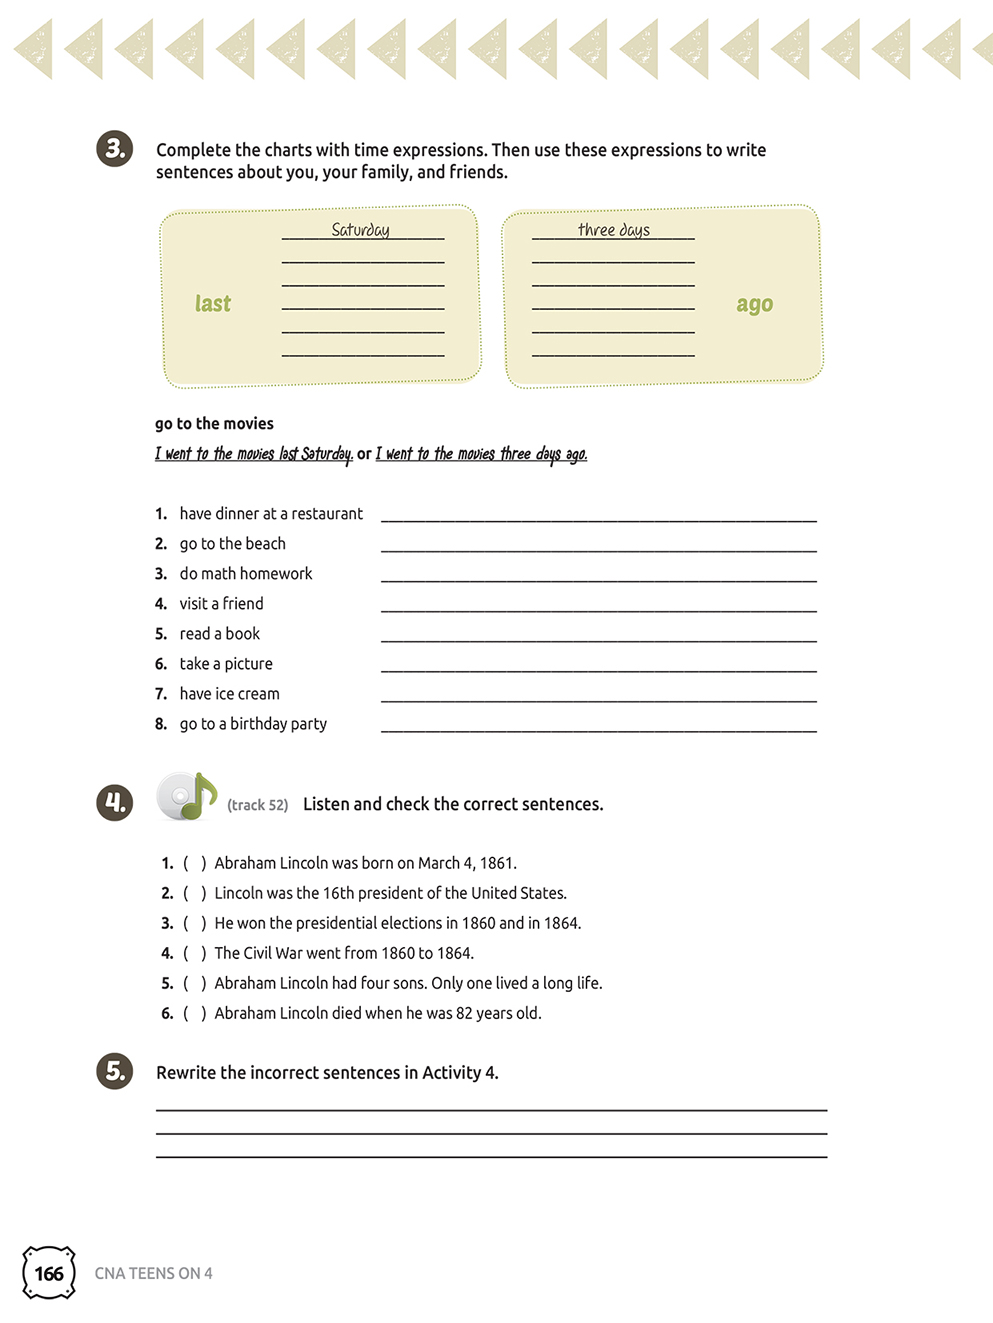 3. Complete the charts with time expressions. Then use these expressions to write
sentences about you, your family, and friends.
last
Saturday
three days
ago
go to the movies
I went to the movies last Saturday. or I went to the movies three days ago.
1. have dinner at a restaurant
2. go to the beach
3. do math homework
4. visit a friend
5. read a book
6. take a picture
7. have ice cream
8. go to a birthday party
4. (track 52) Listen and check the correct sentences.
1. ( ) Abraham Lincoln was born on March 4, 1861.
2. ( ) Lincoln was the 16th president of the United States.
3. ( ) He won the presidential elections in 1860 and in 1864.
4. ( ) The Civil War went from 1860 to 1864.
5. ( ) Abraham Lincoln had four sons. Only one lived a long life.
6. ( ) Abraham Lincoln died when he was 82 years old.
5. Rewrite the incorrect sentences in Activity 4.
166 CNA TEENS ON 4